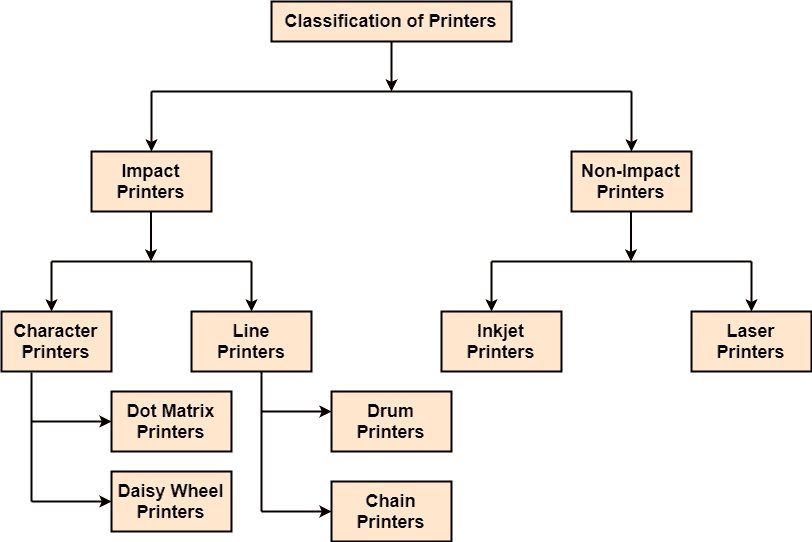 Classification of Printers
Impact
Printers
Non-Impact
Printers
Character
Printers
Line
Printers
Inkjet
Printers
Laser
Printers
Dot Matrix
Printers
Drum
Printers
Daisy Wheel
Printers
Chain
Printers